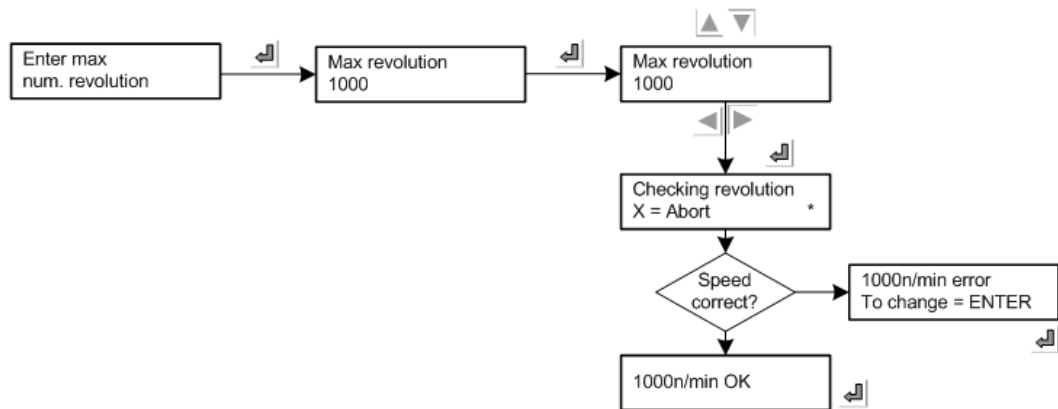 Enter max
num. revolution
Max revolution
1000
Max revolution
1000
Checking revolution
X = Abort *
Speed
correct?
1000n/min error
To change = ENTER
1000n/min OK